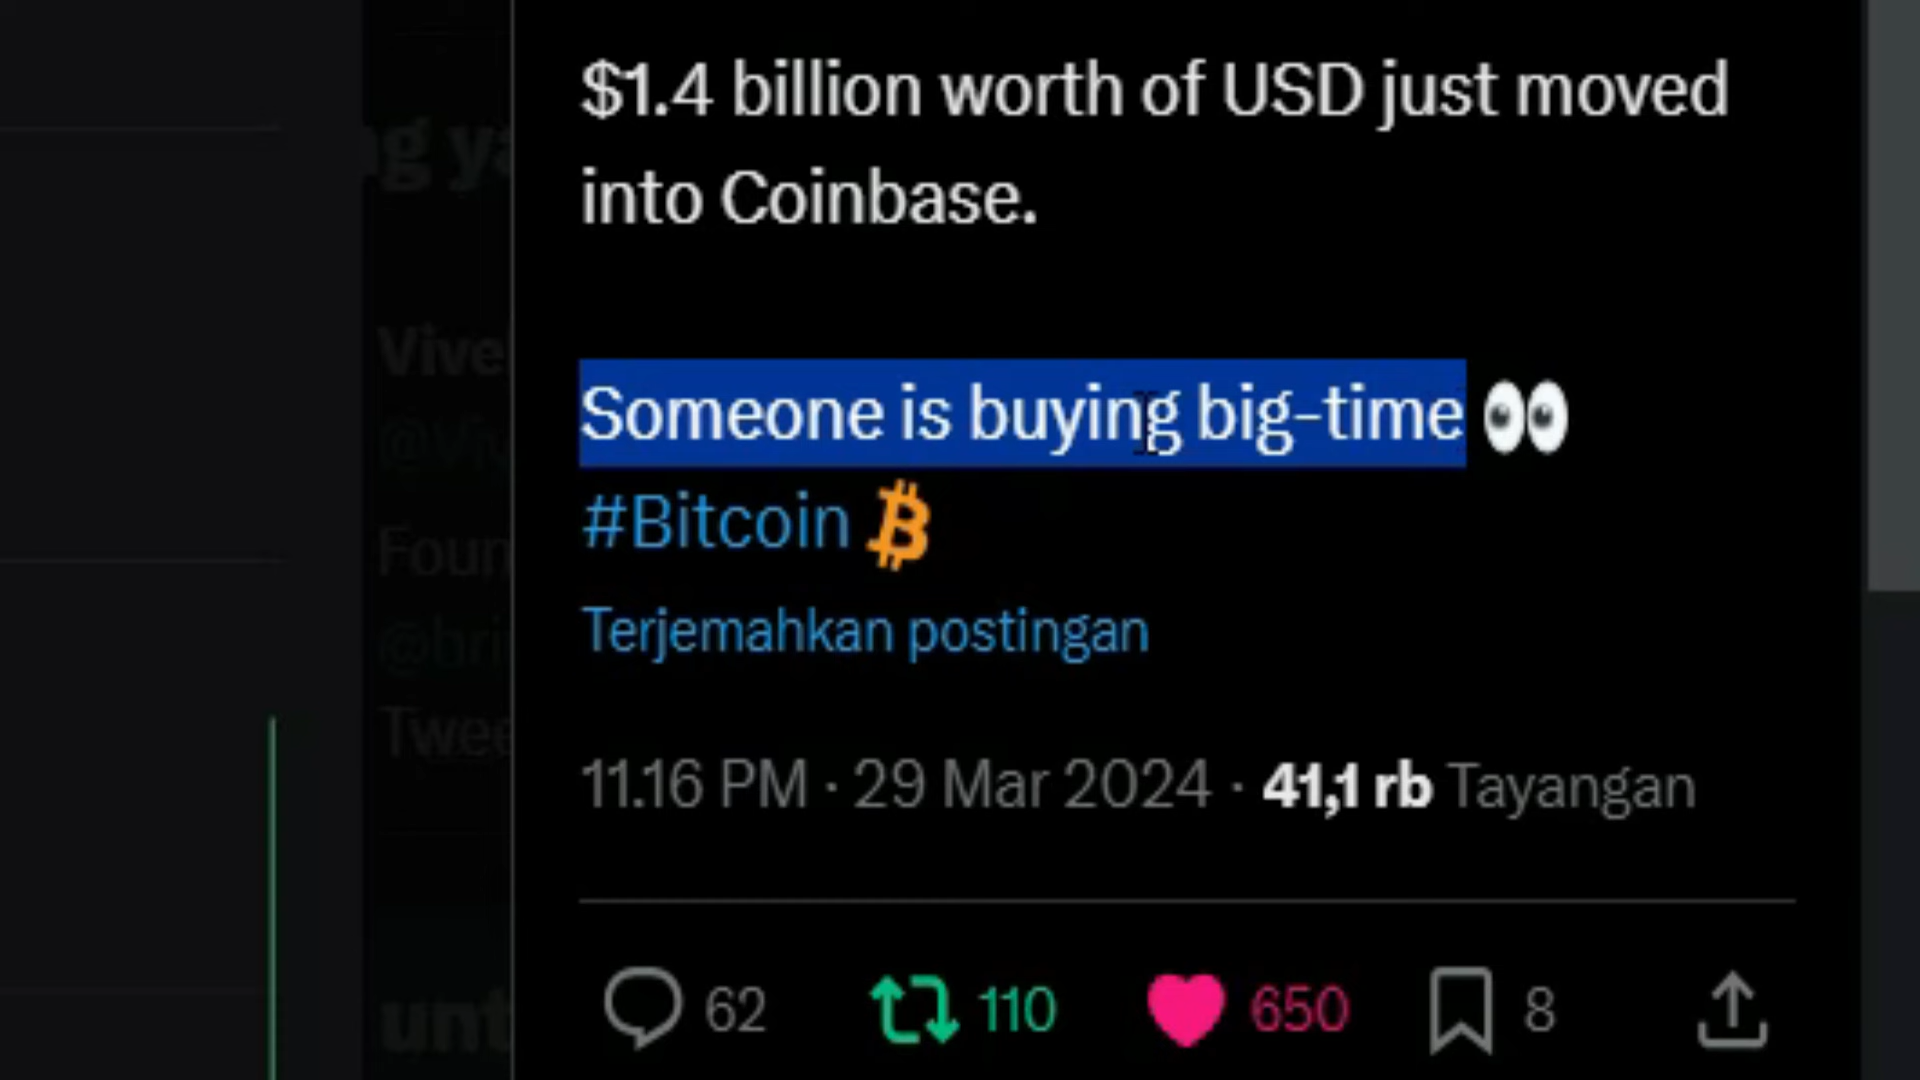 $1.4 billion worth of USD just moved
into Coinbase.
Someone is buying big-time 👀
#Bitcoin
Terjemahkan postingan
11.16 PM · 29 Mar 2024 · 41,1 rb Tayangan
62 110 650 8